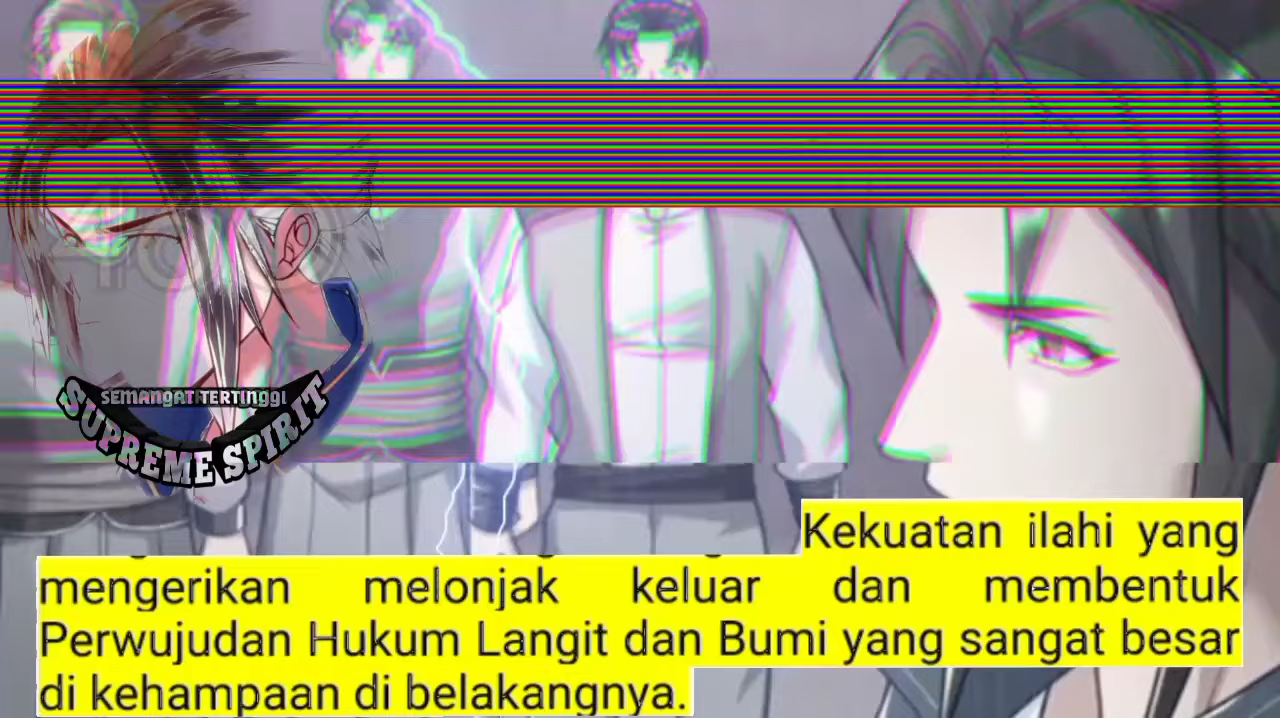 SEMANGAT TERTINGGI
SUPREME SPIRIT
Kekuatan ilahi yang
mengerikan melonjak keluar dan membentuk
Perwujudan Hukum Langit dan Bumi yang sangat besar
di kehampaan di belakangnya.